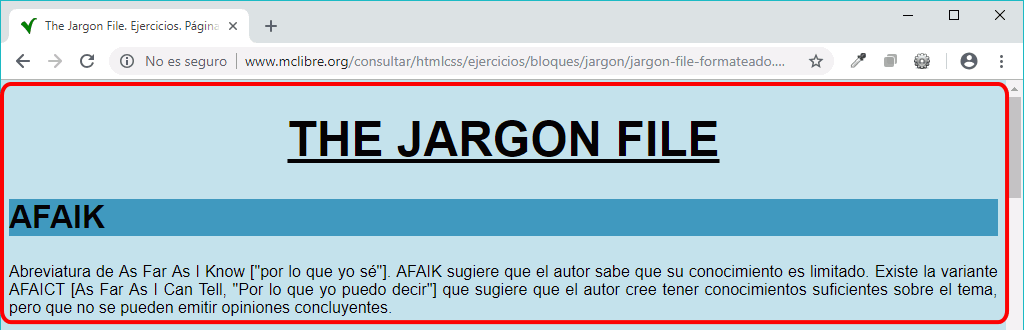 The Jargon File. Ejercicios. Página
No es seguro | www.mclibre.org/consultar/htmlcss/ejercicios/bloques/jargon/jargon-file-formateado....
THE JARGON FILE
AFAIK
Abreviatura de As Far As I Know ["por lo que yo sé"]. AFAIK sugiere que el autor sabe que su conocimiento es limitado. Existe la variante
AFAICT [As Far As I Can Tell, "Por lo que yo puedo decir"] que sugiere que el autor cree tener conocimientos suficientes sobre el tema,
pero que no se pueden emitir opiniones concluyentes.